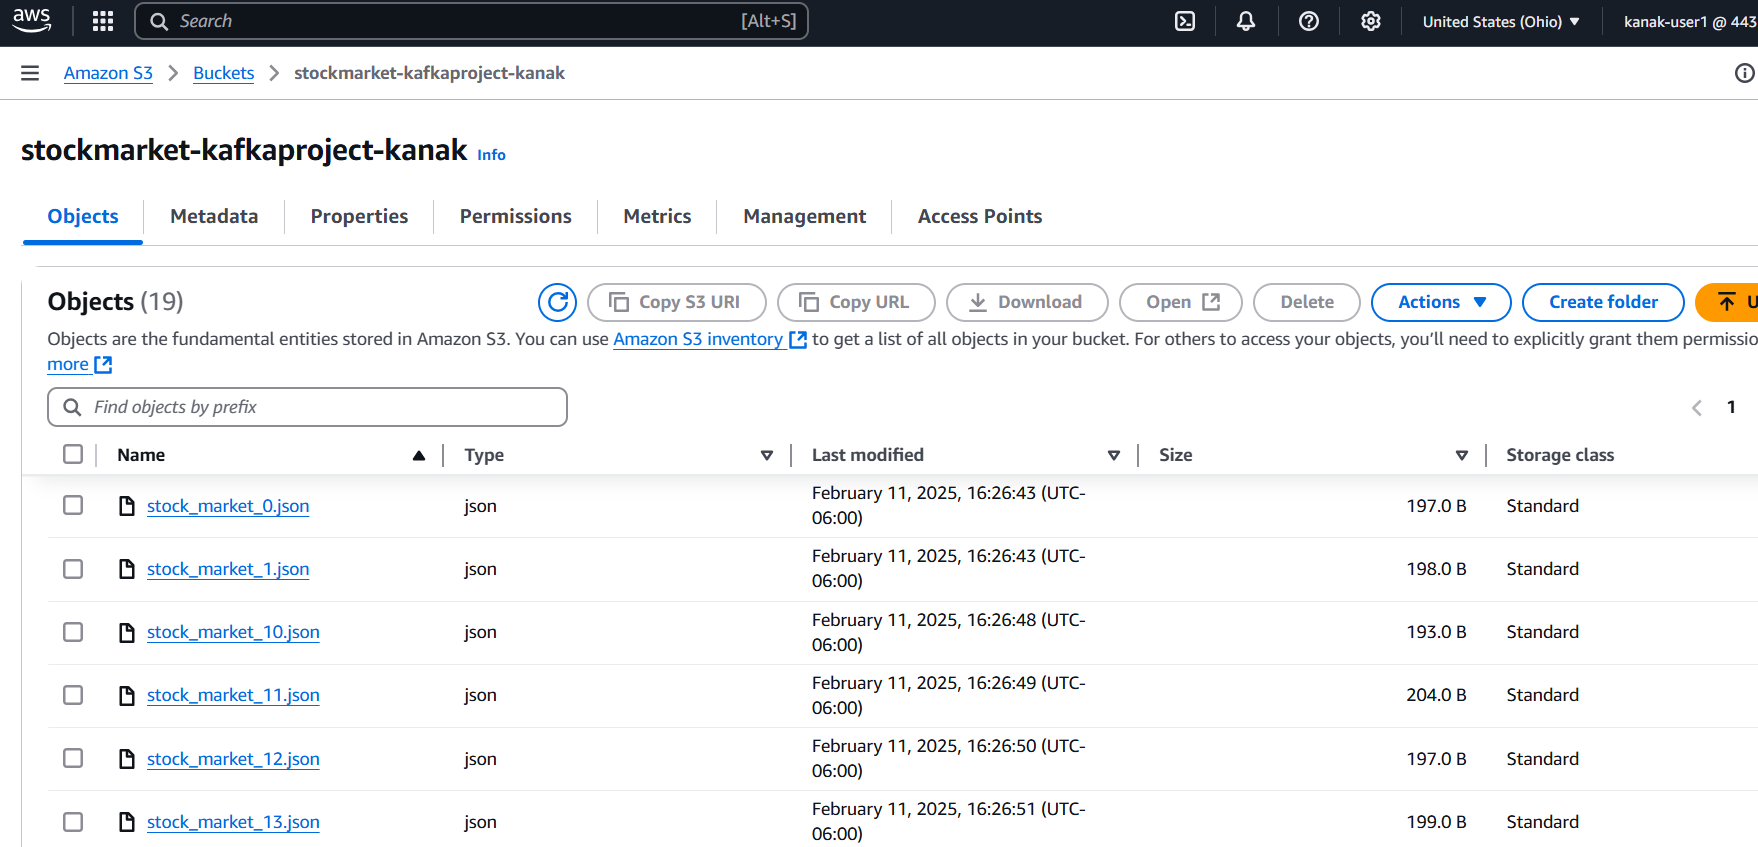 aws Search [Alt+S] United States (Ohio) kanak-user1 @ 443
Amazon S3 Buckets stockmarket-kafkaproject-kanak
stockmarket-kafkaproject-kanak Info
Objects Metadata Properties Permissions Metrics Management Access Points
Objects (19) Copy S3 URI Copy URL Download Open Delete Actions Create folder U
Objects are the fundamental entities stored in Amazon S3. You can use Amazon S3 inventory to get a list of all objects in your bucket. For others to access your objects, you’ll need to explicitly grant them permissio
more
Find objects by prefix 1
Name Type Last modified Size Storage class
stock_market_0.json json February 11, 2025, 16:26:43 (UTC-06:00) 197.0 B Standard
stock_market_1.json json February 11, 2025, 16:26:43 (UTC-06:00) 198.0 B Standard
stock_market_10.json json February 11, 2025, 16:26:48 (UTC-06:00) 193.0 B Standard
stock_market_11.json json February 11, 2025, 16:26:49 (UTC-06:00) 204.0 B Standard
stock_market_12.json json February 11, 2025, 16:26:50 (UTC-06:00) 197.0 B Standard
stock_market_13.json json February 11, 2025, 16:26:51 (UTC-06:00) 199.0 B Standard